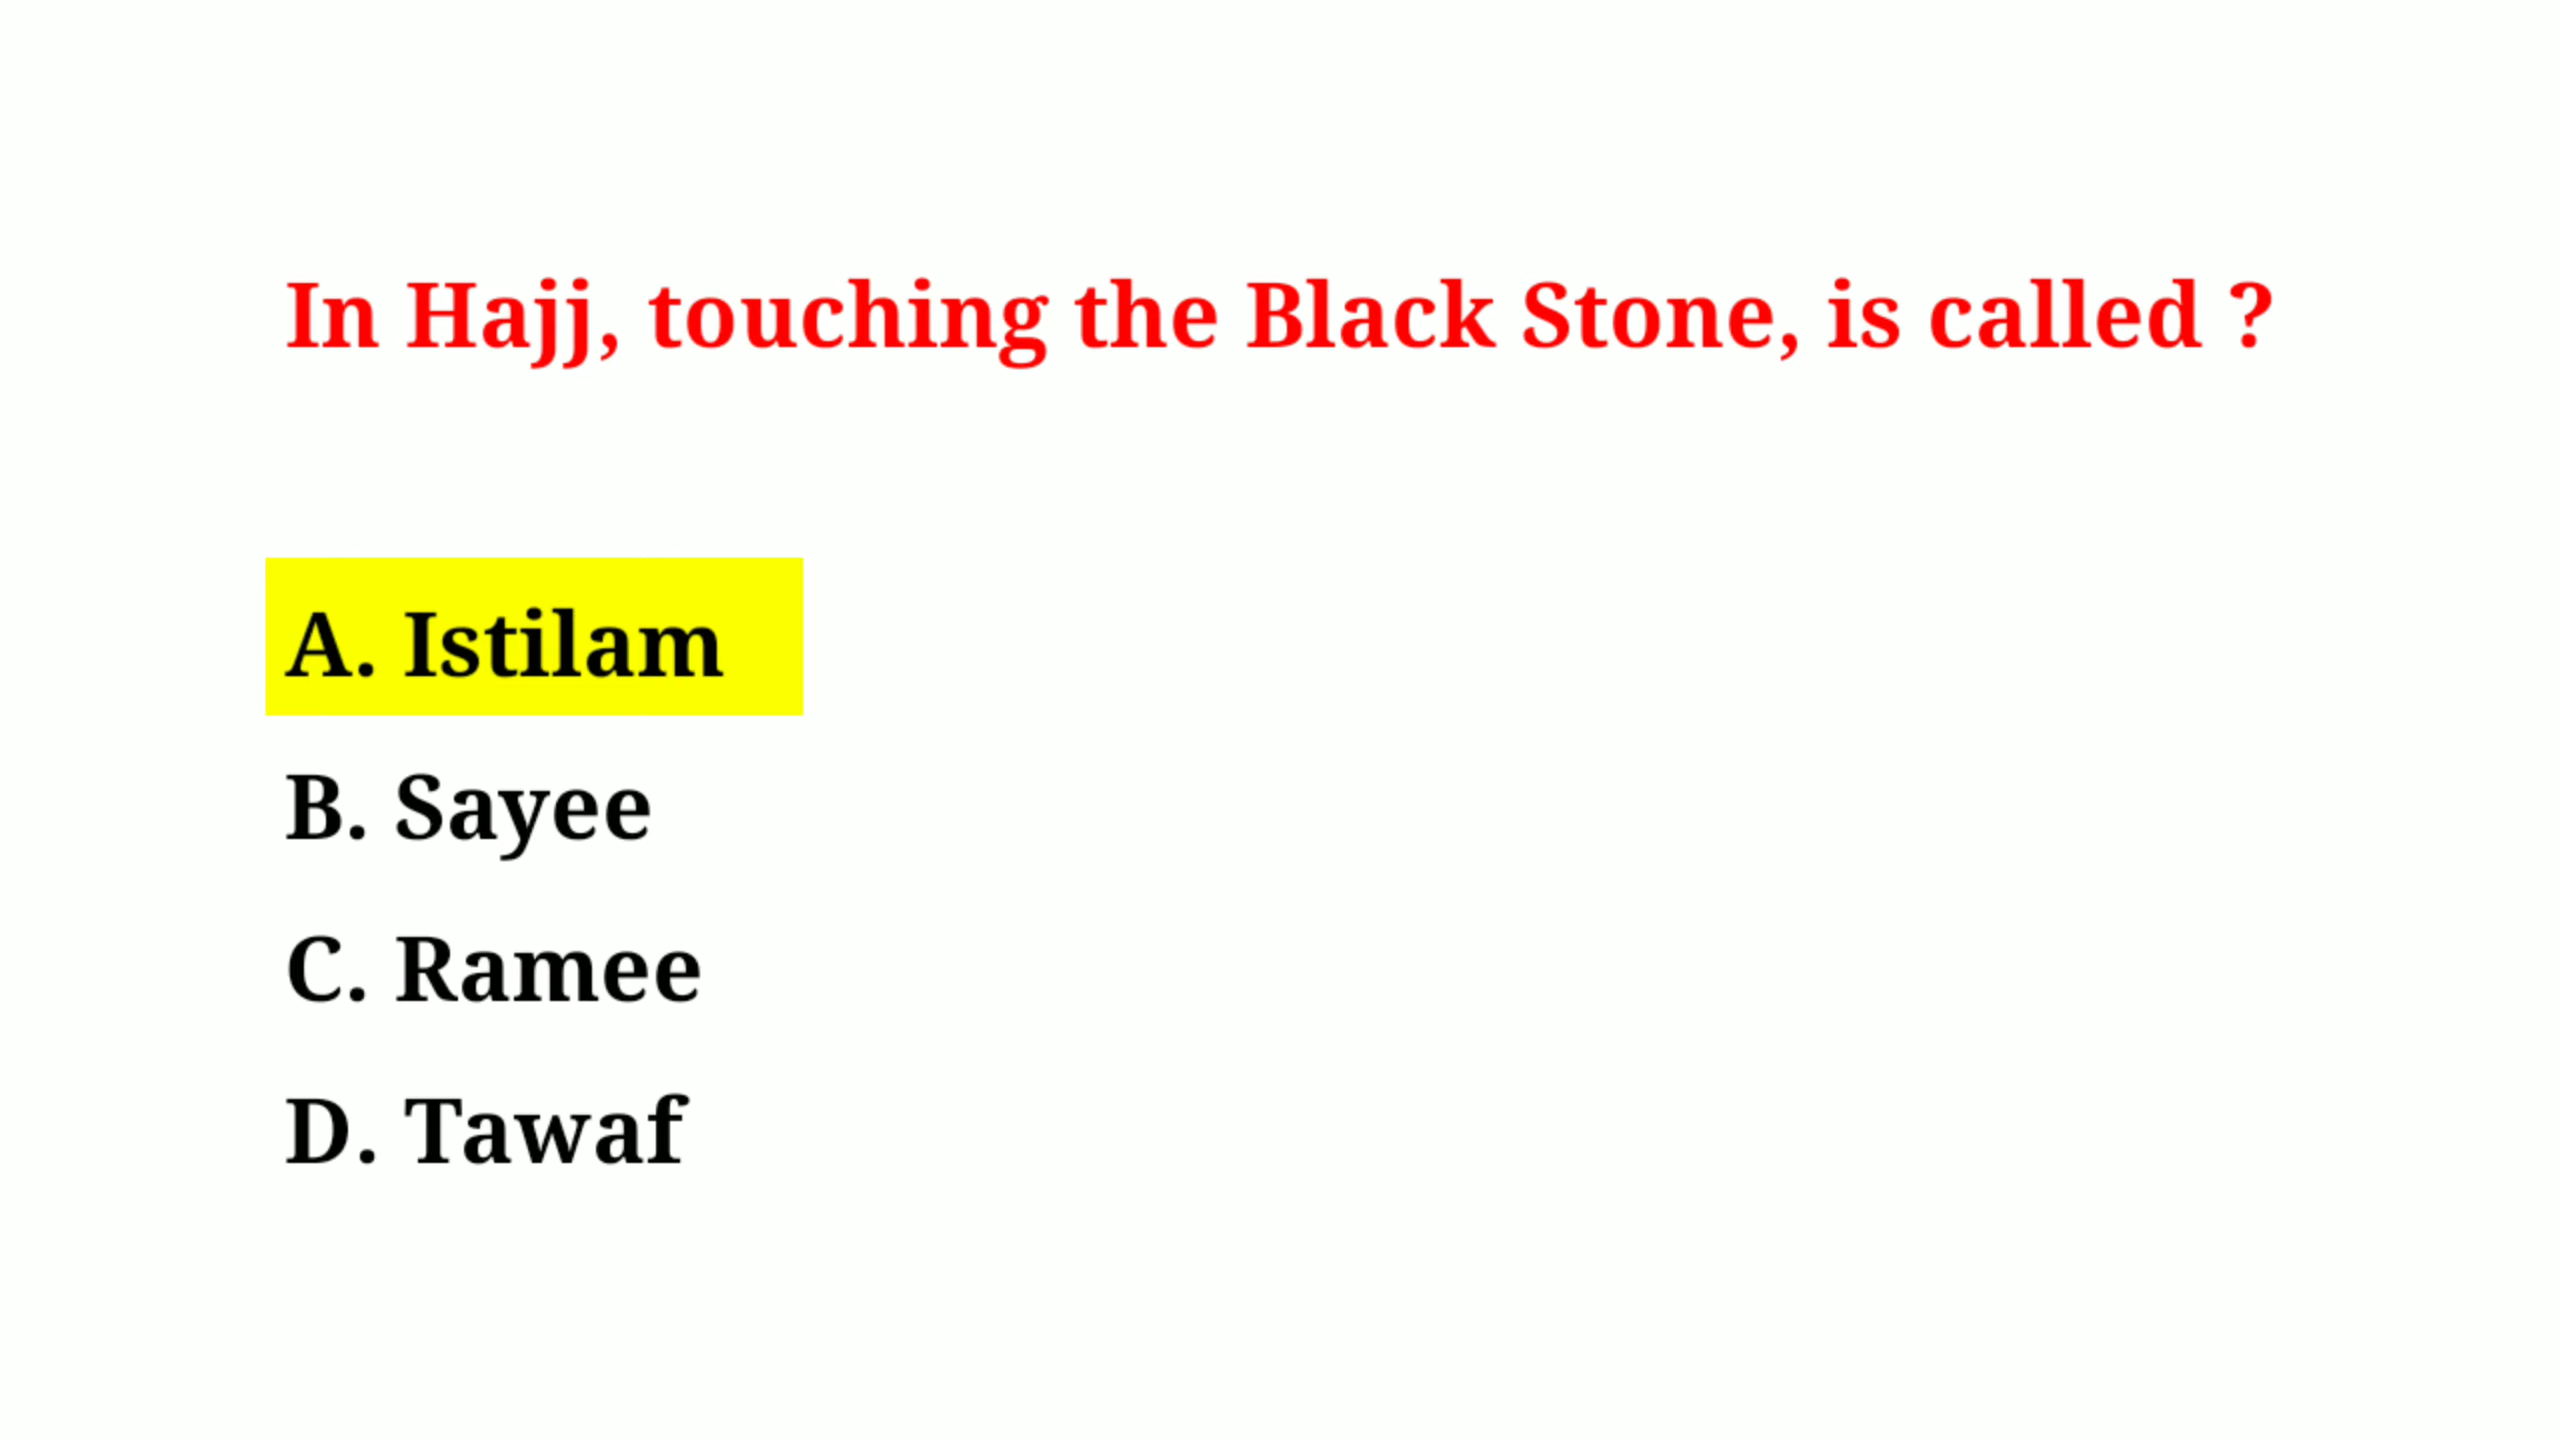 In Hajj, touching the Black Stone, is called ?
A. Istilam
B. Sayee
C. Ramee
D. Tawaf